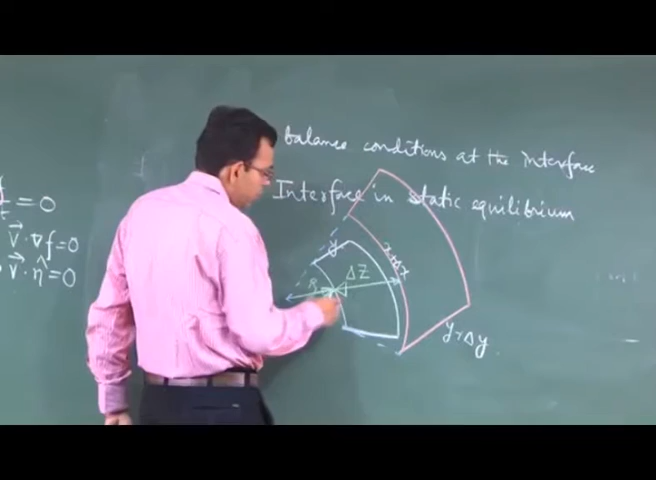 balance conditions at the interface
Interface in static equilibrium
= 0
V⃗ · ∇f = 0
V⃗ · η̂ = 0
y
x+Δx
ΔZ
R
y+Δy